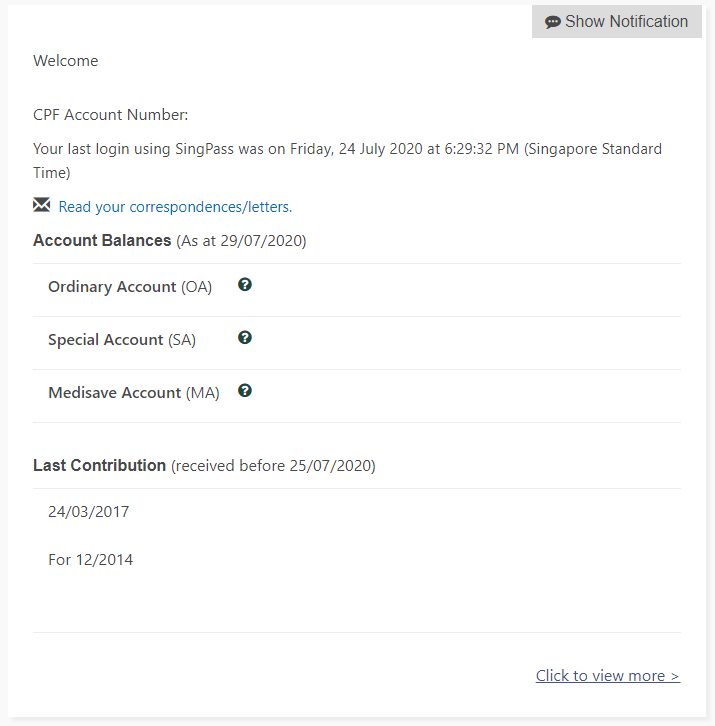 Show Notification
Welcome
CPF Account Number:
Your last login using SingPass was on Friday, 24 July 2020 at 6:29:32 PM (Singapore Standard
Time)
Read your correspondences/letters.
Account Balances (As at 29/07/2020)
Ordinary Account (OA) ?
Special Account (SA) ?
Medisave Account (MA) ?
Last Contribution (received before 25/07/2020)
24/03/2017
For 12/2014
Click to view more >